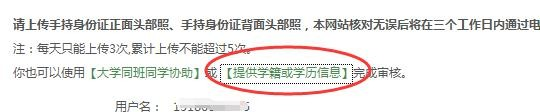 请上传手持身份证正面头部照、手持身份证背面头部照，本网站核对无误后将在三个工作日内通过电
注：每天只能上传3次,累计上传不能超过5次。
你也可以使用【大学同班同学协助】或【提供学籍或学历信息】完成审核。
用户名：